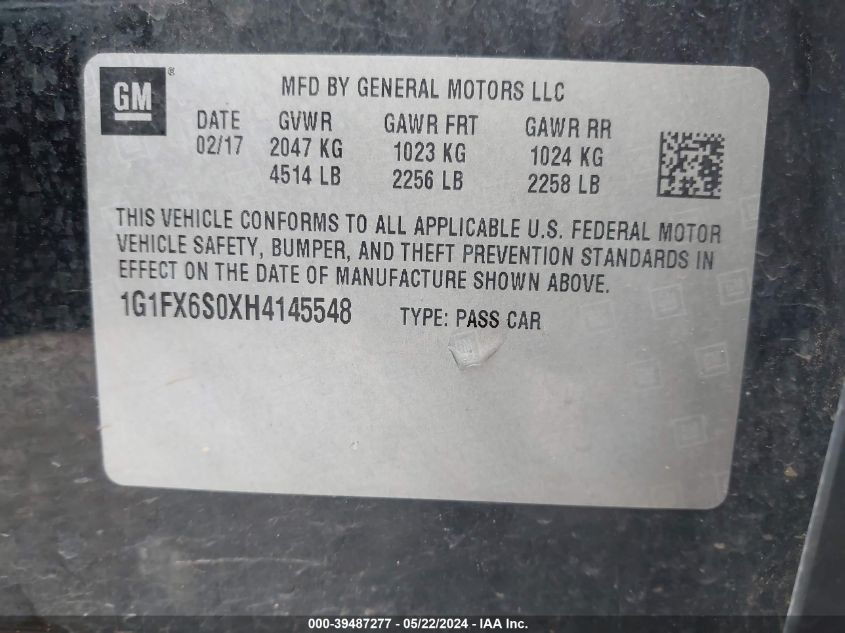 GM®
MFD BY GENERAL MOTORS LLC
DATE GVWR GAWR FRT GAWR RR
02/17 2047 KG 1023 KG 1024 KG
4514 LB 2256 LB 2258 LB
THIS VEHICLE CONFORMS TO ALL APPLICABLE U.S. FEDERAL MOTOR
VEHICLE SAFETY, BUMPER, AND THEFT PREVENTION STANDARDS IN
EFFECT ON THE DATE OF MANUFACTURE SHOWN ABOVE.
1G1FX6S0XH4145548 TYPE: PASS CAR
000-39487277 - 05/22/2024 - IAA Inc.